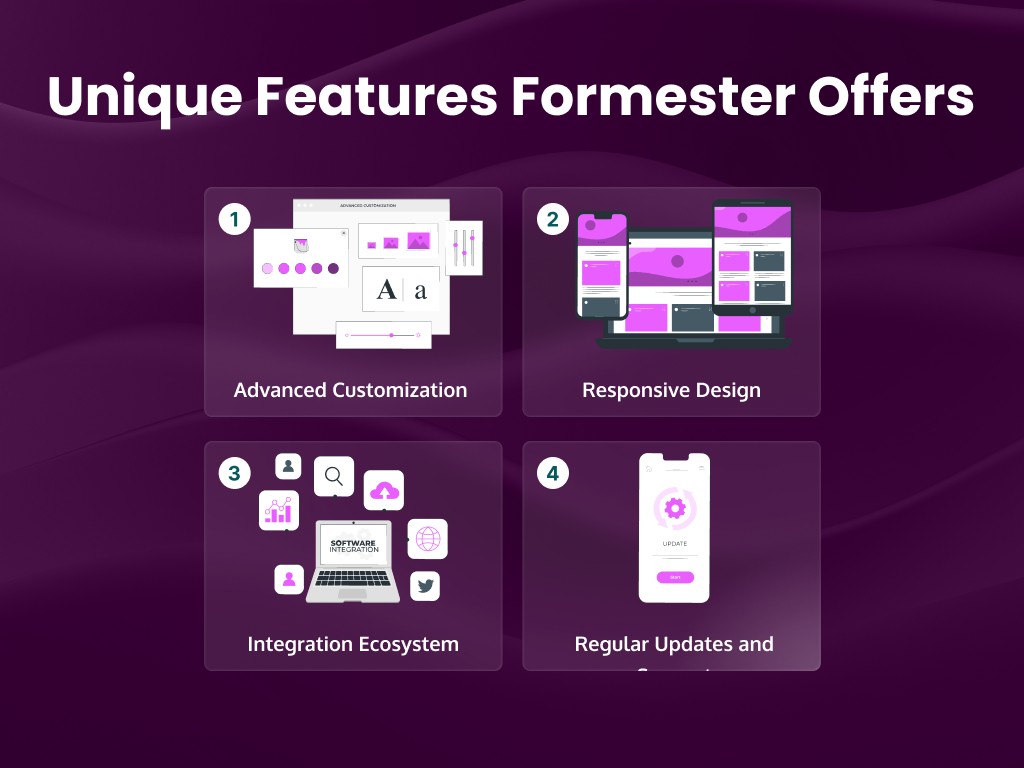 Unique Features Formester Offers
1
ADVANCED CUSTOMIZATION
A a
Advanced Customization
2
Responsive Design
3
SOFTWARE
INTEGRATION
Integration Ecosystem
4
UPDATE
START
Regular Updates and